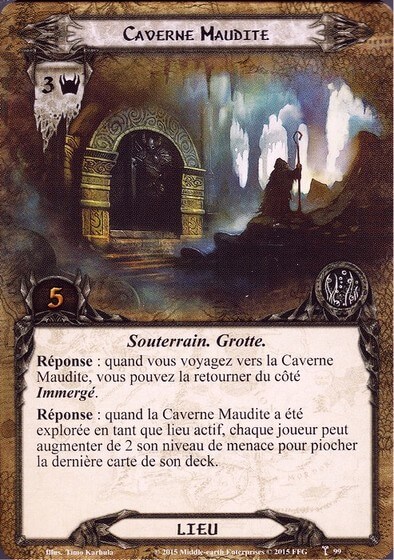 CAVERNE MAUDITE
3
5
Souterrain. Grotte.
Réponse : quand vous voyagez vers la Caverne
Maudite, vous pouvez la retourner du côté
Immergé.
Réponse : quand la Caverne Maudite a été
explorée en tant que lieu actif, chaque joueur peut
augmenter de 2 son niveau de menace pour piocher
la dernière carte de son deck.
LIEU
Illus. Timo Karhula © 2015 Middle-earth Enterprises © 2015 FFG 99